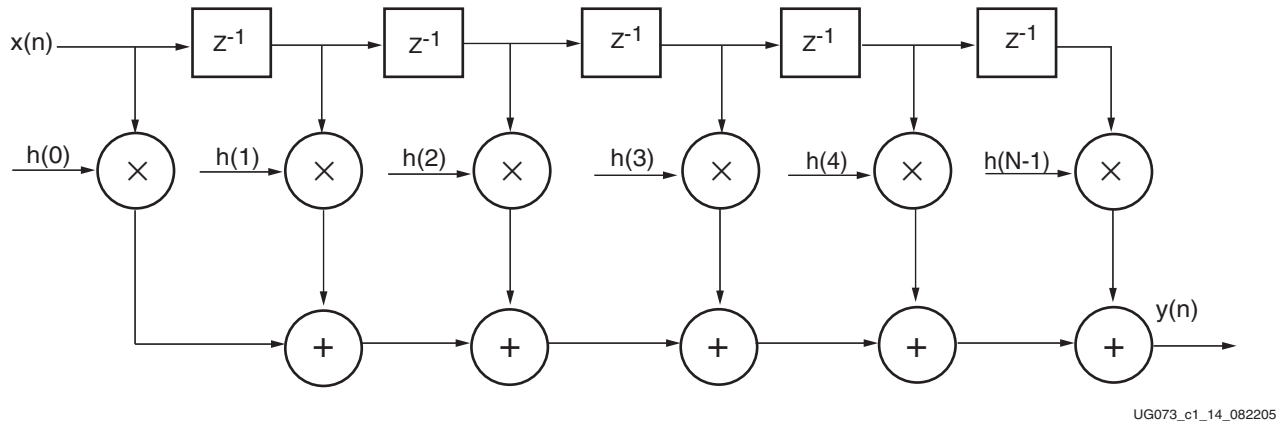 x(n)
Z-1
Z-1
Z-1
Z-1
Z-1
h(0)
×
h(1)
×
h(2)
×
h(3)
×
h(4)
×
h(N-1)
×
+
+
+
+
+
y(n)
UG073_c1_14_082205